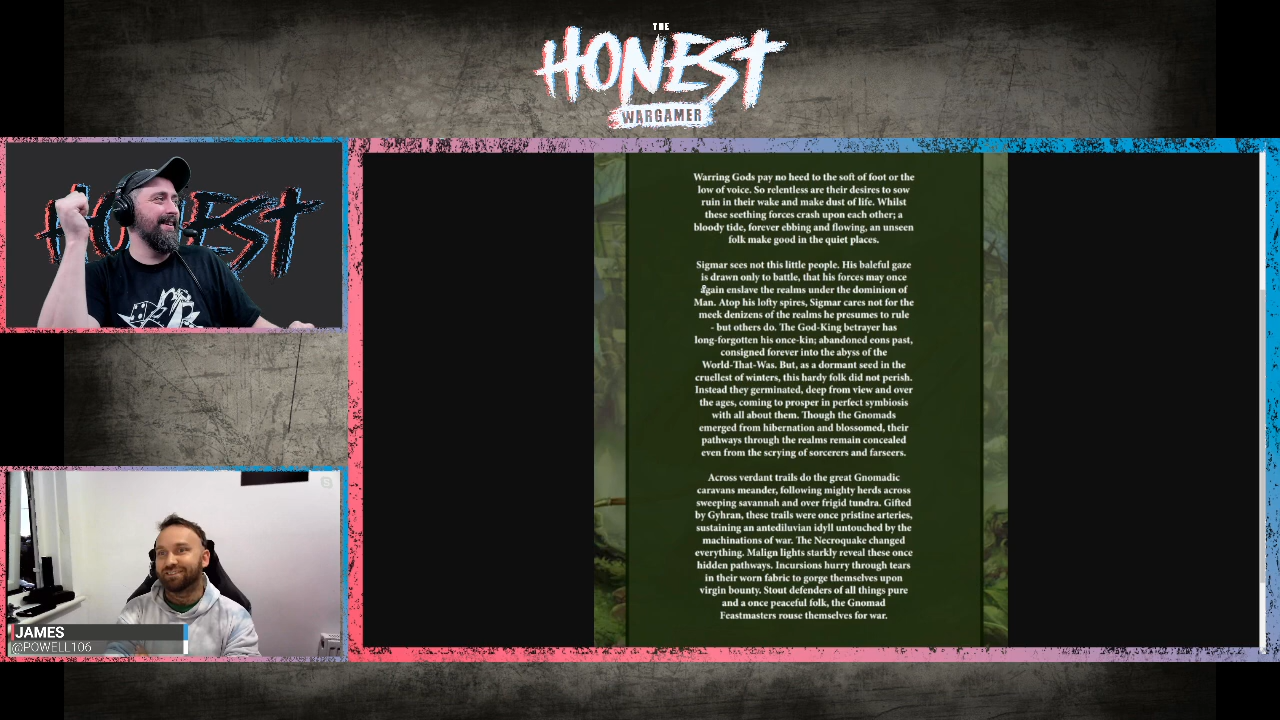 THE
HONEST
WARGAMER
HONEST
JAMES
@POWELL106
Warring Gods pay no heed to the soft of foot or the
low of voice. So relentless are their desires to sow
ruin in their wake and make dust of life. Whilst
these seething forces crash upon each other; a
bloody tide, forever ebbing and flowing, an unseen
folk make good in the quiet places.
Sigmar sees not this little people. His baleful gaze
is drawn only to battle, that his forces may once
again enslave the realms under the dominion of
Man. Atop his lofty spires, Sigmar cares not for the
meek denizens of the realms he presumes to rule
- but others do. The God-King betrayer has
long-forgotten his once-kin; abandoned eons past,
consigned forever into the abyss of the
World-That-Was. But, as a dormant seed in the
cruellest of winters, this hardy folk did not perish.
Instead they germinated, deep from view and over
the ages, coming to prosper in perfect symbiosis
with all about them. Though the Gnomads
emerged from hibernation and blossomed, their
pathways through the realms remain concealed
even from the scrying of sorcerers and farseers.
Across verdant trails do the great Gnomadic
caravans meander, following mighty herds across
sweeping savannah and over frigid tundra. Gifted
by Gyhran, these trails were once pristine arteries,
sustaining an antediluvian idyll untouched by the
machinations of war. The Necroquake changed
everything. Malign lights starkly reveal these once
hidden pathways. Incursions hurry through tears
in their worn fabric to gorge themselves upon
virgin bounty. Stout defenders of all things pure
and a once peaceful folk, the Gnomad
Feastmasters rouse themselves for war.